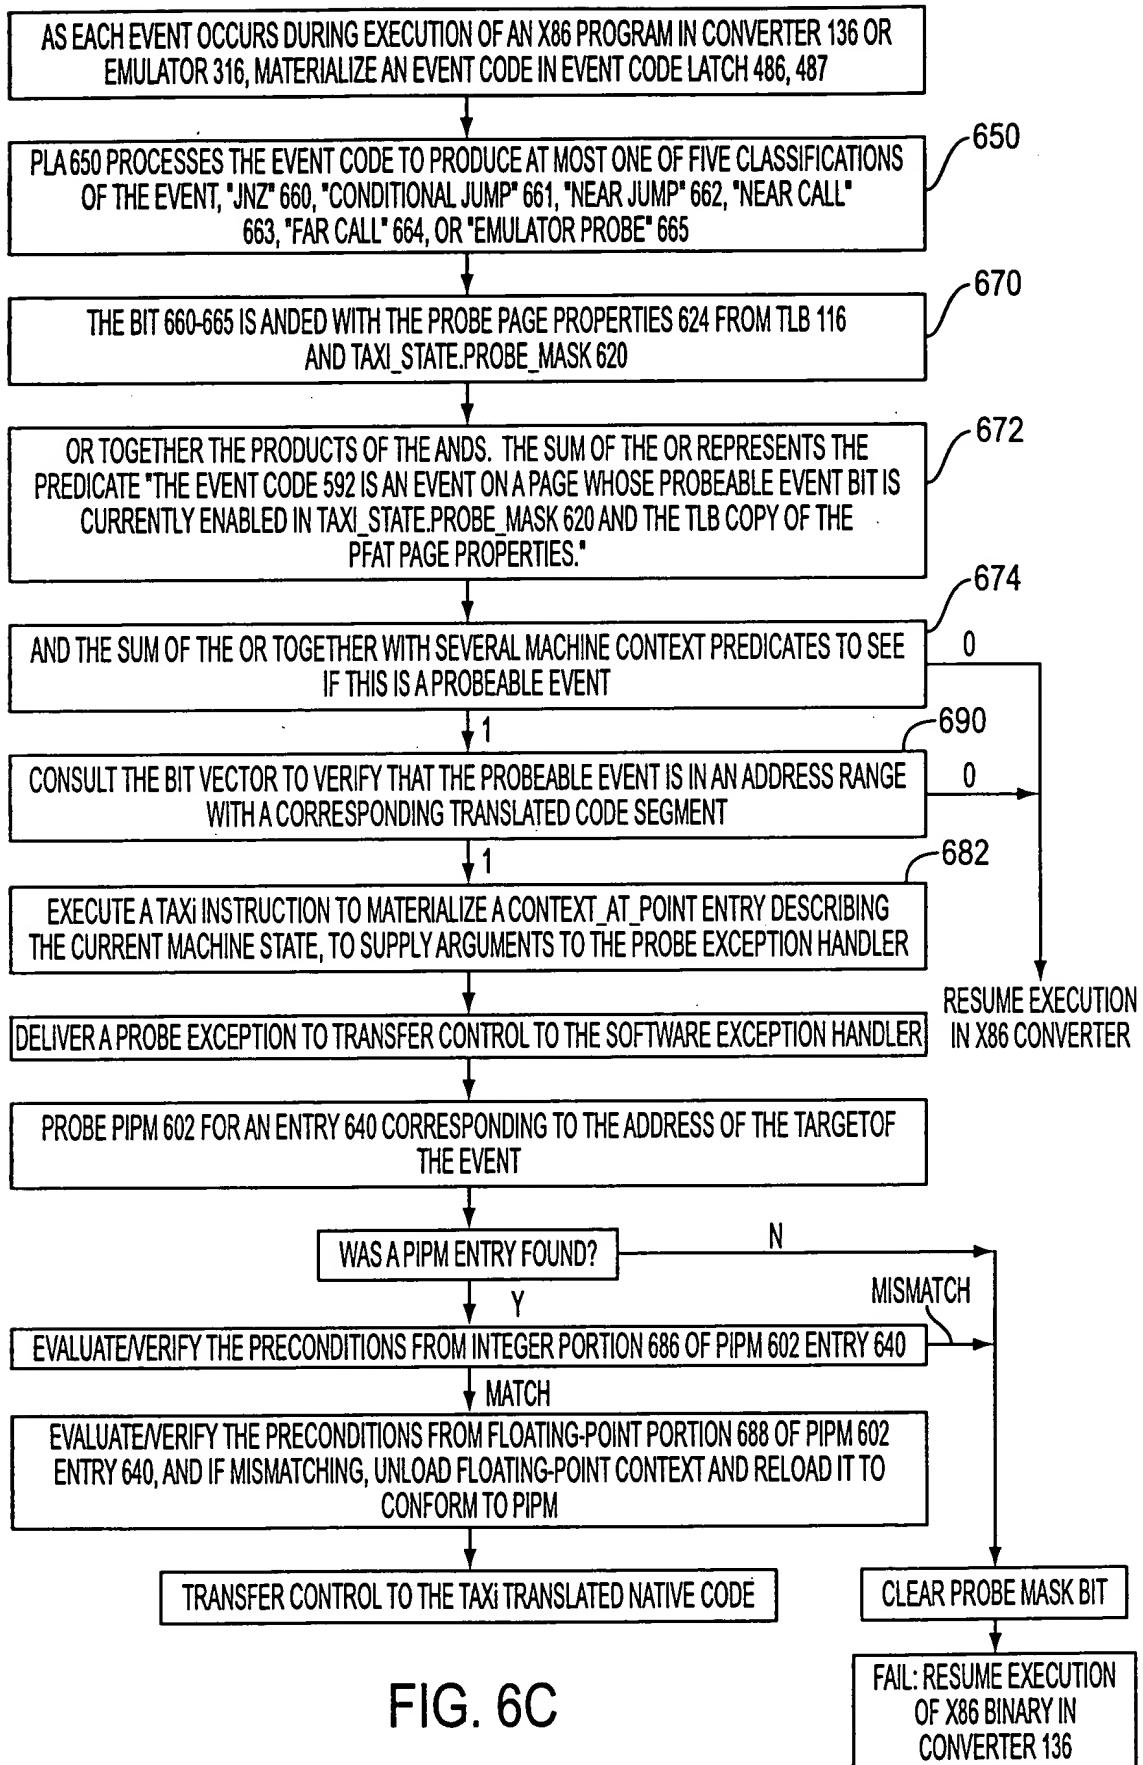 AS EACH EVENT OCCURS DURING EXECUTION OF AN X86 PROGRAM IN CONVERTER 136 OR
EMULATOR 316, MATERIALIZE AN EVENT CODE IN EVENT CODE LATCH 486, 487
650
PLA 650 PROCESSES THE EVENT CODE TO PRODUCE AT MOST ONE OF FIVE CLASSIFICATIONS
OF THE EVENT, "JNZ" 660, "CONDITIONAL JUMP" 661, "NEAR JUMP" 662, "NEAR CALL"
663, "FAR CALL" 664, OR "EMULATOR PROBE" 665
670
THE BIT 660-665 IS ANDED WITH THE PROBE PAGE PROPERTIES 624 FROM TLB 116
AND TAXI_STATE.PROBE_MASK 620
672
OR TOGETHER THE PRODUCTS OF THE ANDS. THE SUM OF THE OR REPRESENTS THE
PREDICATE "THE EVENT CODE 592 IS AN EVENT ON A PAGE WHOSE PROBEABLE EVENT BIT IS
CURRENTLY ENABLED IN TAXI_STATE.PROBE_MASK 620 AND THE TLB COPY OF THE
PFAT PAGE PROPERTIES."
674
AND THE SUM OF THE OR TOGETHER WITH SEVERAL MACHINE CONTEXT PREDICATES TO SEE
IF THIS IS A PROBEABLE EVENT
0
1
690
CONSULT THE BIT VECTOR TO VERIFY THAT THE PROBEABLE EVENT IS IN AN ADDRESS RANGE
WITH A CORRESPONDING TRANSLATED CODE SEGMENT
0
1
682
EXECUTE A TAXi INSTRUCTION TO MATERIALIZE A CONTEXT_AT_POINT ENTRY DESCRIBING
THE CURRENT MACHINE STATE, TO SUPPLY ARGUMENTS TO THE PROBE EXCEPTION HANDLER
RESUME EXECUTION
IN X86 CONVERTER
DELIVER A PROBE EXCEPTION TO TRANSFER CONTROL TO THE SOFTWARE EXCEPTION HANDLER
PROBE PIPM 602 FOR AN ENTRY 640 CORRESPONDING TO THE ADDRESS OF THE TARGETOF
THE EVENT
WAS A PIPM ENTRY FOUND?
N
Y
MISMATCH
EVALUATE/VERIFY THE PRECONDITIONS FROM INTEGER PORTION 686 OF PIPM 602 ENTRY 640
MATCH
EVALUATE/VERIFY THE PRECONDITIONS FROM FLOATING-POINT PORTION 688 OF PIPM 602
ENTRY 640, AND IF MISMATCHING, UNLOAD FLOATING-POINT CONTEXT AND RELOAD IT TO
CONFORM TO PIPM
TRANSFER CONTROL TO THE TAXi TRANSLATED NATIVE CODE
CLEAR PROBE MASK BIT
FAIL: RESUME EXECUTION
OF X86 BINARY IN
CONVERTER 136
FIG. 6C